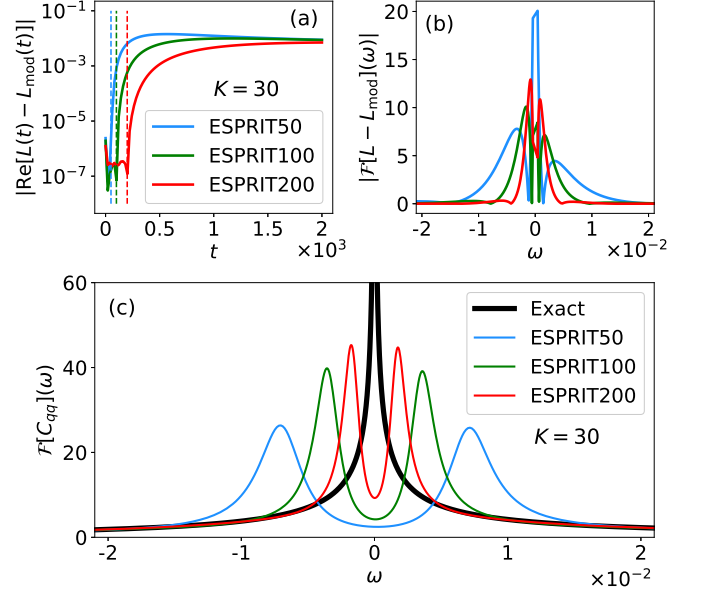 (a)
|Re[L(t) − L_mod(t)]|
10^−1
10^−3
10^−5
10^−7
K = 30
ESPRIT50
ESPRIT100
ESPRIT200
0 0.5 1 1.5 2
t
×10^3
(b)
|ℱ[L − L_mod](ω)|
20
15
10
5
0
-2 -1 0 1 2
ω
×10^−2
(c)
ℱ[C_qq](ω)
60
40
20
0
Exact
ESPRIT50
ESPRIT100
ESPRIT200
K = 30
-2 -1 0 1 2
ω
×10^−2